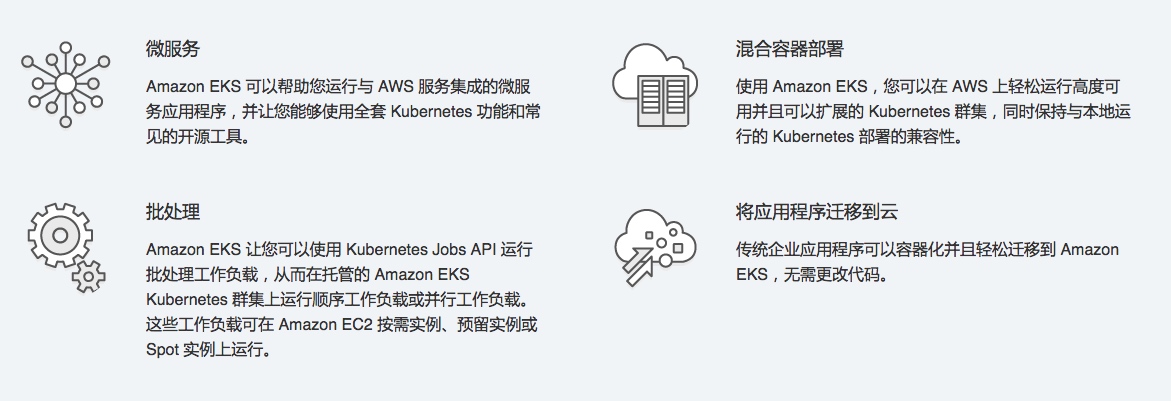 微服务
Amazon EKS 可以帮助您运行与 AWS 服务集成的微服
务应用程序，并让您能够使用全套 Kubernetes 功能和常
见的开源工具。
混合容器部署
使用 Amazon EKS，您可以在 AWS 上轻松运行高度可
用并且可以扩展的 Kubernetes 群集，同时保持与本地运
行的 Kubernetes 部署的兼容性。
批处理
Amazon EKS 让您可以使用 Kubernetes Jobs API 运行
批处理工作负载，从而在托管的 Amazon EKS
Kubernetes 群集上运行顺序工作负载或并行工作负载。
这些工作负载可在 Amazon EC2 按需实例、预留实例或
Spot 实例上运行。
将应用程序迁移到云
传统企业应用程序可以容器化并且轻松迁移到 Amazon
EKS，无需更改代码。